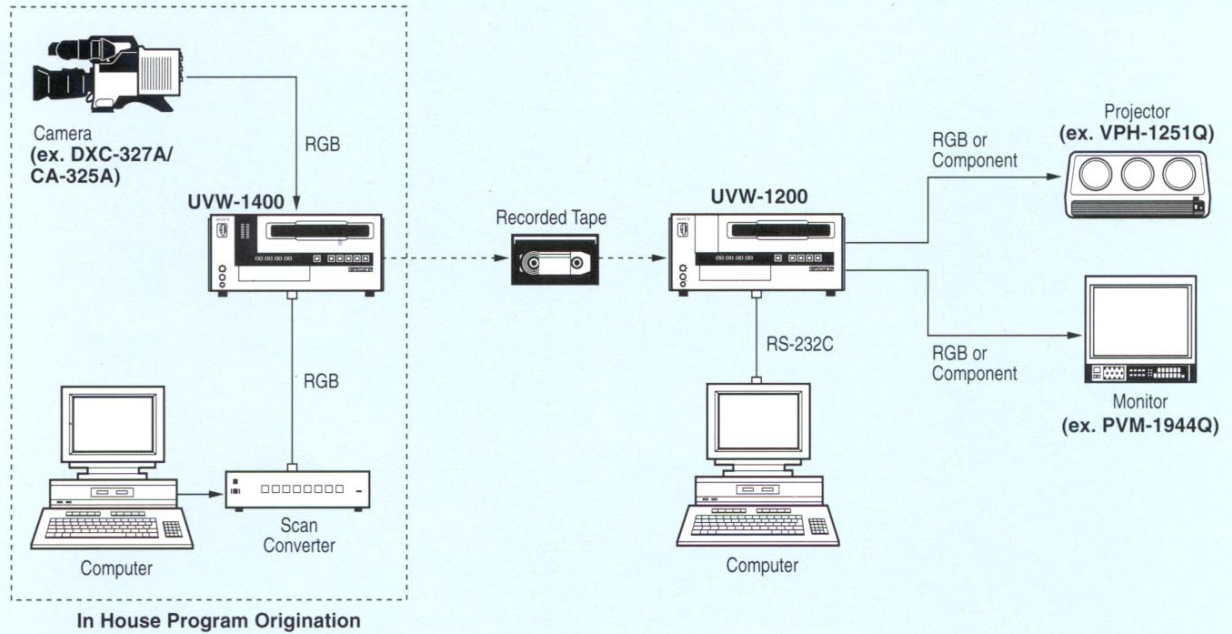 Camera
(ex. DXC-327A/
CA-325A)
RGB
UVW-1400
RGB
Computer
Scan
Converter
In House Program Origination
Recorded Tape
UVW-1200
RS-232C
Computer
RGB or
Component
Projector
(ex. VPH-1251Q)
RGB or
Component
Monitor
(ex. PVM-1944Q)